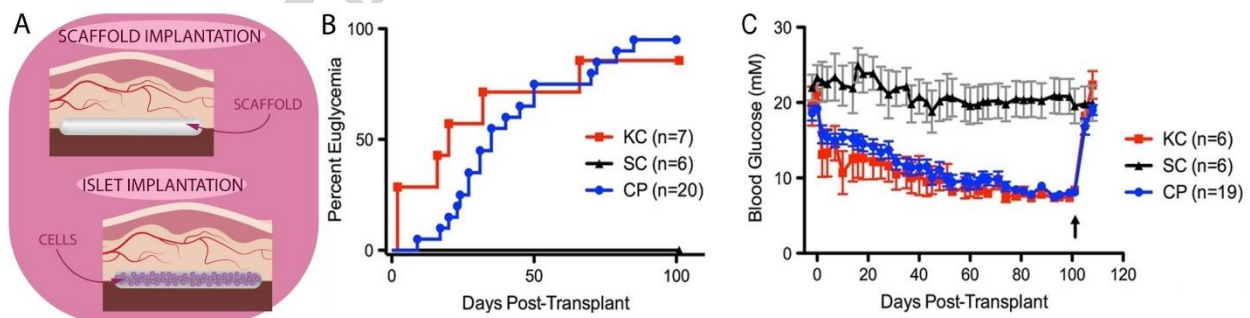 A
SCAFFOLD IMPLANTATION
SCAFFOLD
ISLET IMPLANTATION
CELLS
B
Percent Euglycemia
100
50
0
0
50
100
Days Post-Transplant
KC (n=7)
SC (n=6)
CP (n=20)
C
Blood Glucose (mM)
30
20
10
0
0
20
40
60
80
100
120
Days Post-Transplant
KC (n=6)
SC (n=6)
CP (n=19)